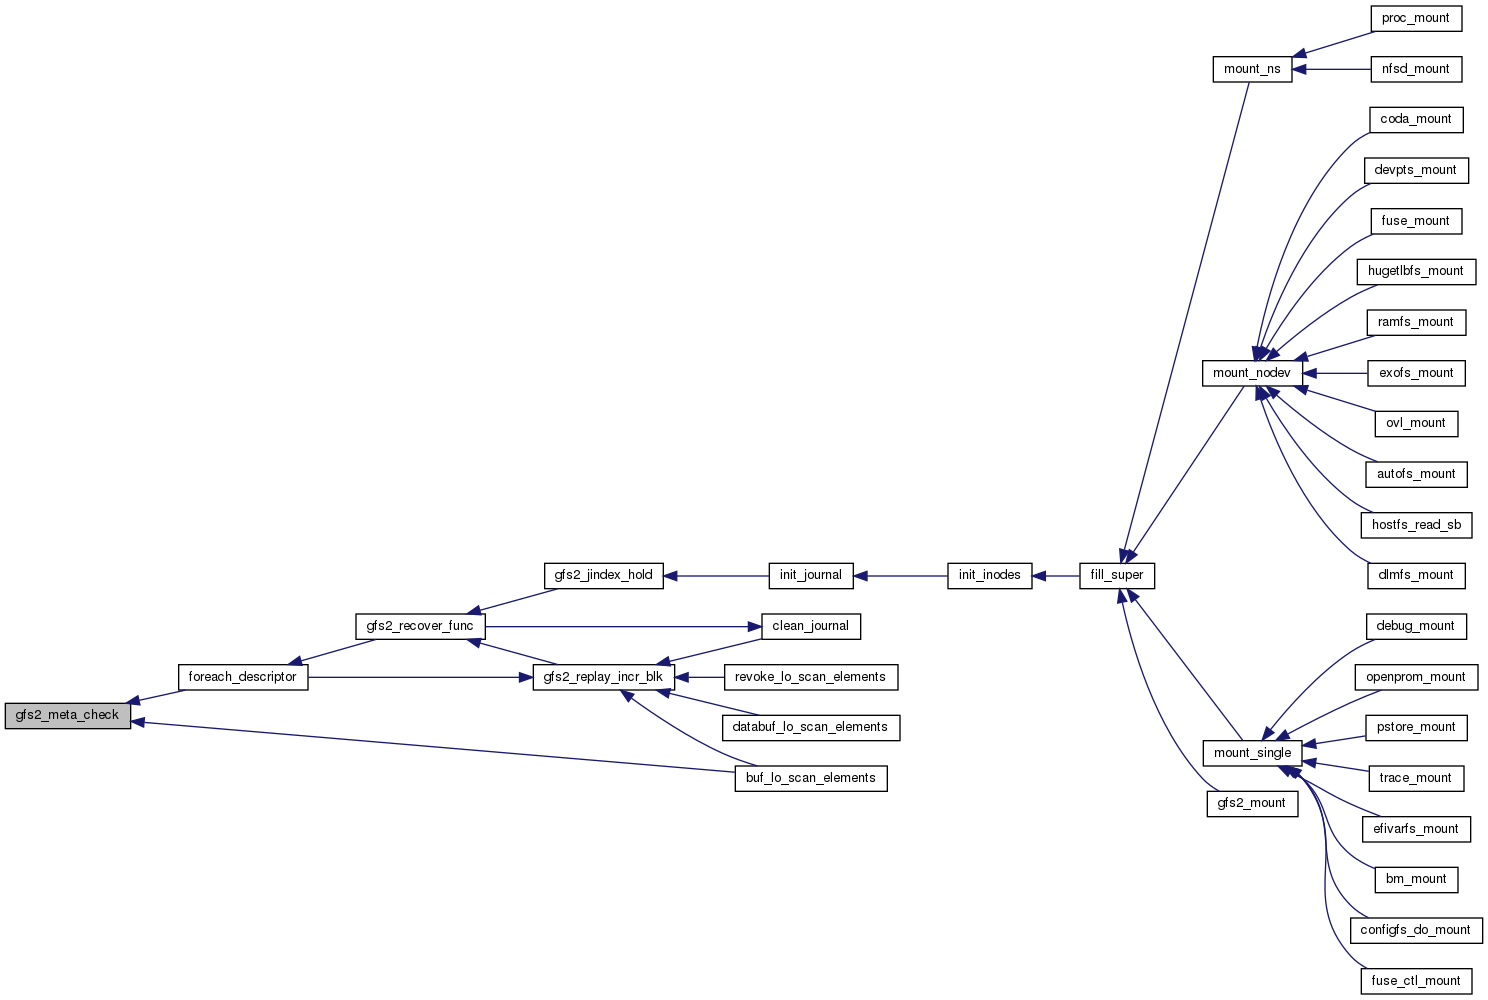 proc_mount
mount_ns
nfsd_mount
coda_mount
devpts_mount
fuse_mount
hugetlbfs_mount
ramfs_mount
mount_nodev
exofs_mount
ovl_mount
autofs_mount
hostfs_read_sb
gfs2_jindex_hold
init_journal
init_inodes
fill_super
dlmfs_mount
gfs2_recover_func
clean_journal
debug_mount
foreach_descriptor
gfs2_replay_incr_blk
revoke_lo_scan_elements
openprom_mount
gfs2_meta_check
databuf_lo_scan_elements
pstore_mount
mount_single
buf_lo_scan_elements
trace_mount
gfs2_mount
efivarfs_mount
bm_mount
configfs_do_mount
fuse_ctl_mount